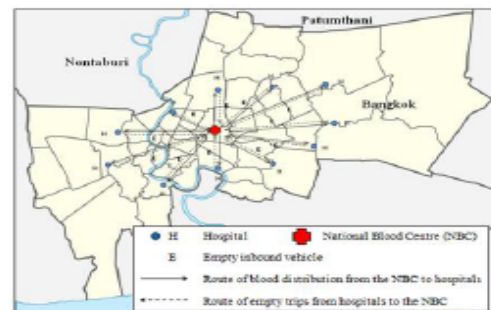 Patumthani
Nontaburi
Bangkok
H Hospital
National Blood Centre (NBC)
E Empty inbound vehicle
Route of blood distribution from the NBC to hospitals
Route of empty trips from hospitals to the NBC